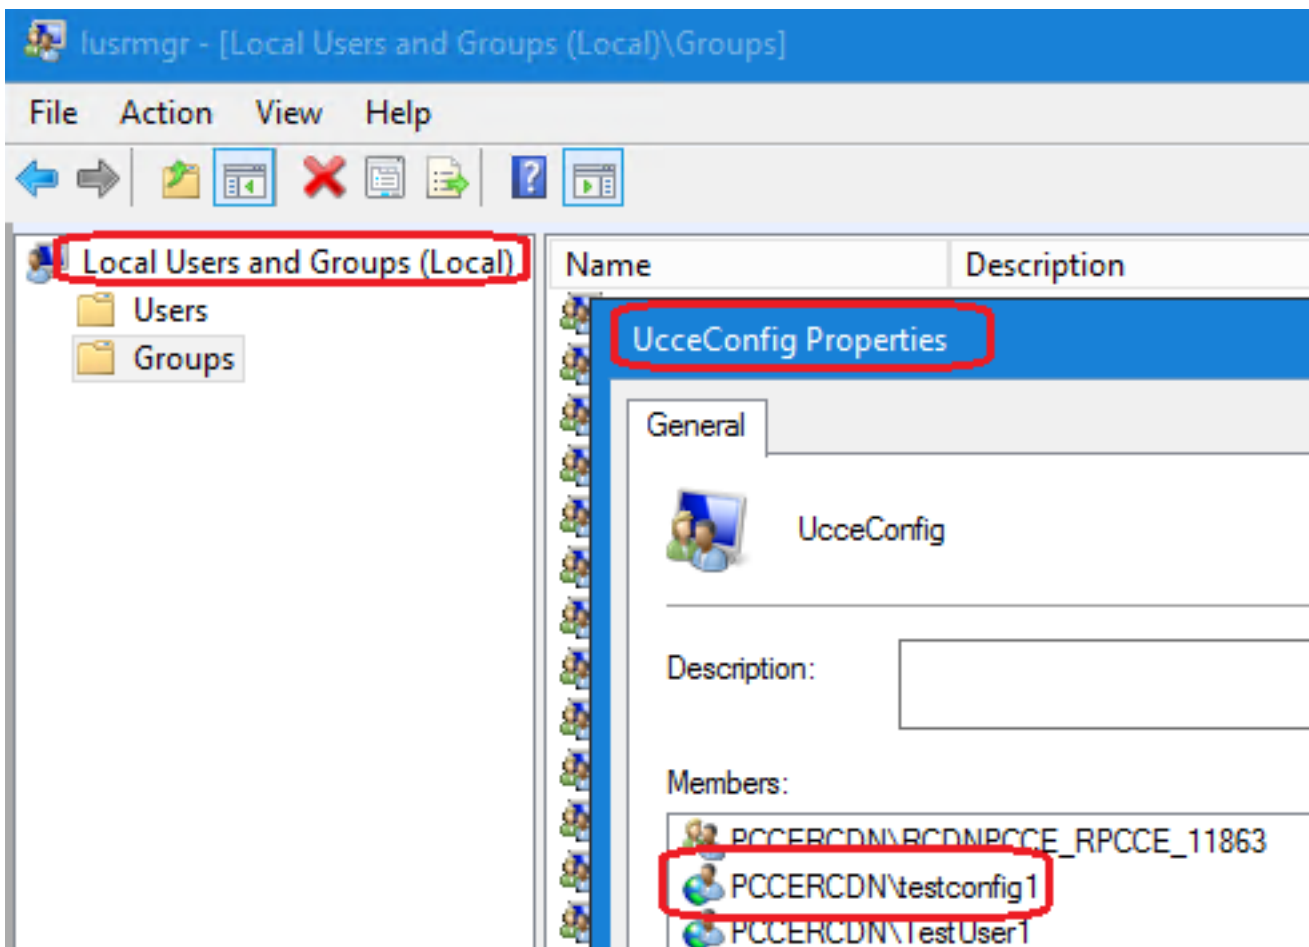 lusrmgr - [Local Users and Groups (Local)\Groups]
File Action View Help
Local Users and Groups (Local)
Users
Groups
Name Description
UcceConfig Properties
General
UcceConfig
Description:
Members:
PCCERCDN\RCDNPCCE_RPCCE_11863
PCCERCDN\testconfig1
PCCERCDN\TestUser1